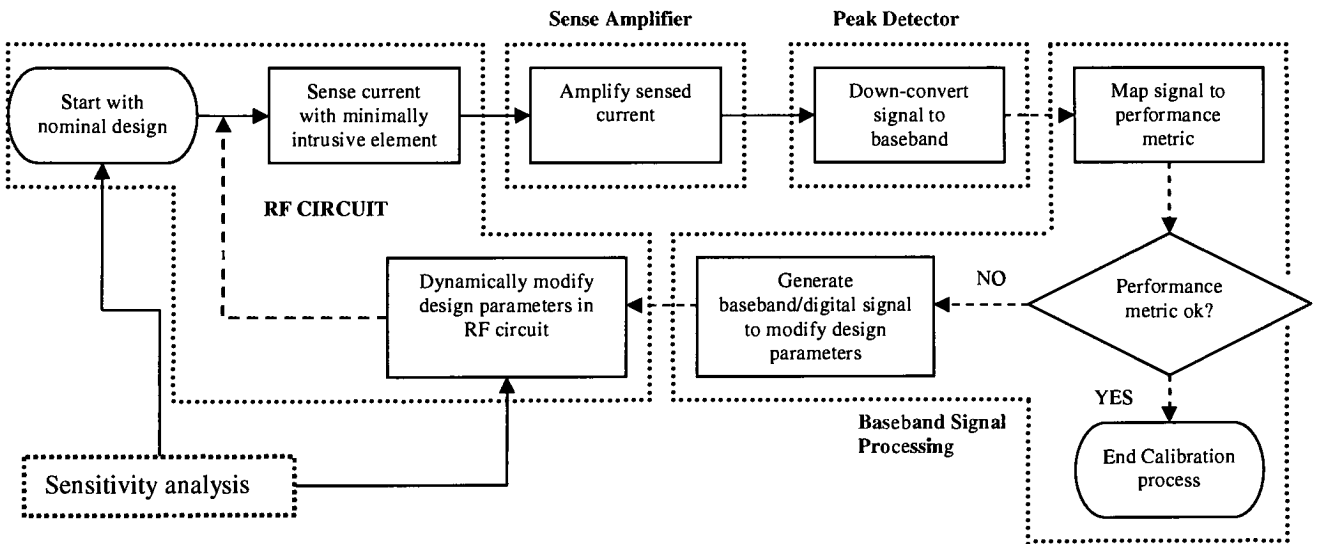 Sense Amplifier
Peak Detector
Start with
nominal design
Sense current
with minimally
intrusive element
Amplify sensed
current
Down-convert
signal to
baseband
Map signal to
performance
metric
RF CIRCUIT
Dynamically modify
design parameters in
RF circuit
Generate
baseband/digital signal
to modify design
parameters
NO
Performance
metric ok?
YES
Baseband Signal
Processing
End Calibration
process
Sensitivity analysis